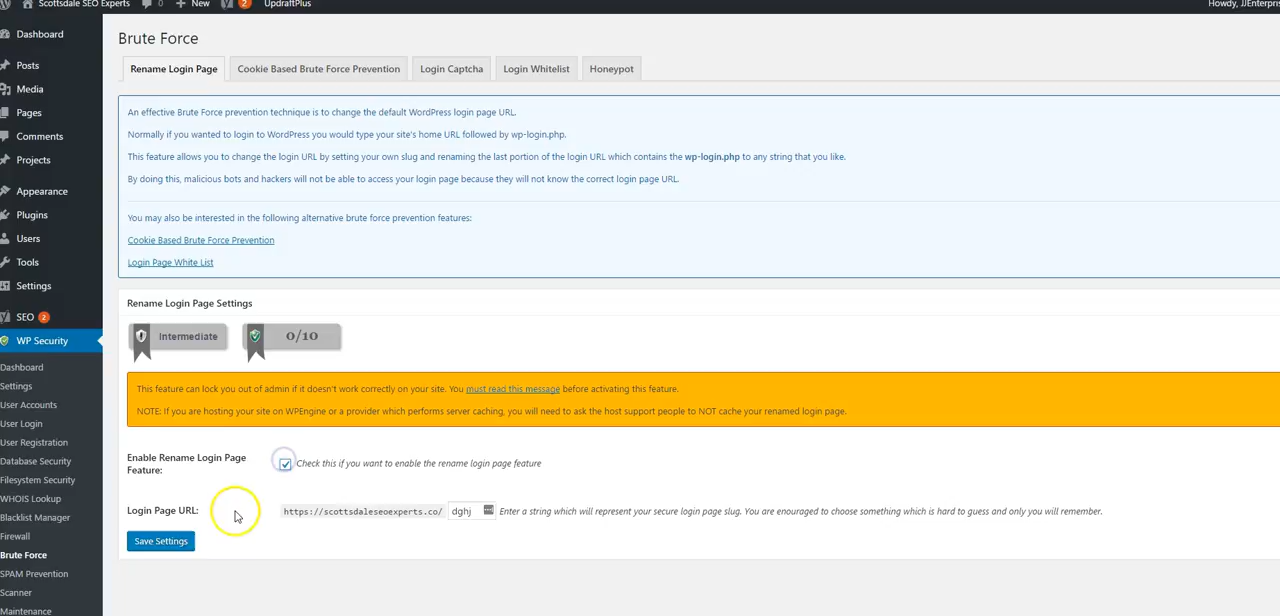 Scottsdale SEO Experts 0 New 2 UpdraftPlus Howdy, JJEnterpris
Dashboard
Posts
Media
Pages
Comments
Projects
Appearance
Plugins
Users
Tools
Settings
SEO 2
WP Security
Dashboard
Settings
User Accounts
User Login
User Registration
Database Security
Filesystem Security
WHOIS Lookup
Blacklist Manager
Firewall
Brute Force
SPAM Prevention
Scanner
Maintenance
Brute Force
Rename Login Page Cookie Based Brute Force Prevention Login Captcha Login Whitelist Honeypot
An effective Brute Force prevention technique is to change the default WordPress login page URL.
Normally if you wanted to login to WordPress you would type your site's home URL followed by wp-login.php.
This feature allows you to change the login URL by setting your own slug and renaming the last portion of the login URL which contains the wp-login.php to any string that you like.
By doing this, malicious bots and hackers will not be able to access your login page because they will not know the correct login page URL.
You may also be interested in the following alternative brute force prevention features:
Cookie Based Brute Force Prevention
Login Page White List
Rename Login Page Settings
Intermediate 0/10
This feature can lock you out of admin if it doesn't work correctly on your site. You must read this message before activating this feature.
NOTE: If you are hosting your site on WPEngine or a provider which performs server caching, you will need to ask the host support people to NOT cache your renamed login page.
Enable Rename Login Page
Feature:
Check this if you want to enable the rename login page feature
Login Page URL: https://scottsdaleseoexperts.co/ dghj Enter a string which will represent your secure login page slug. You are enouraged to choose something which is hard to guess and only you will remember.
Save Settings